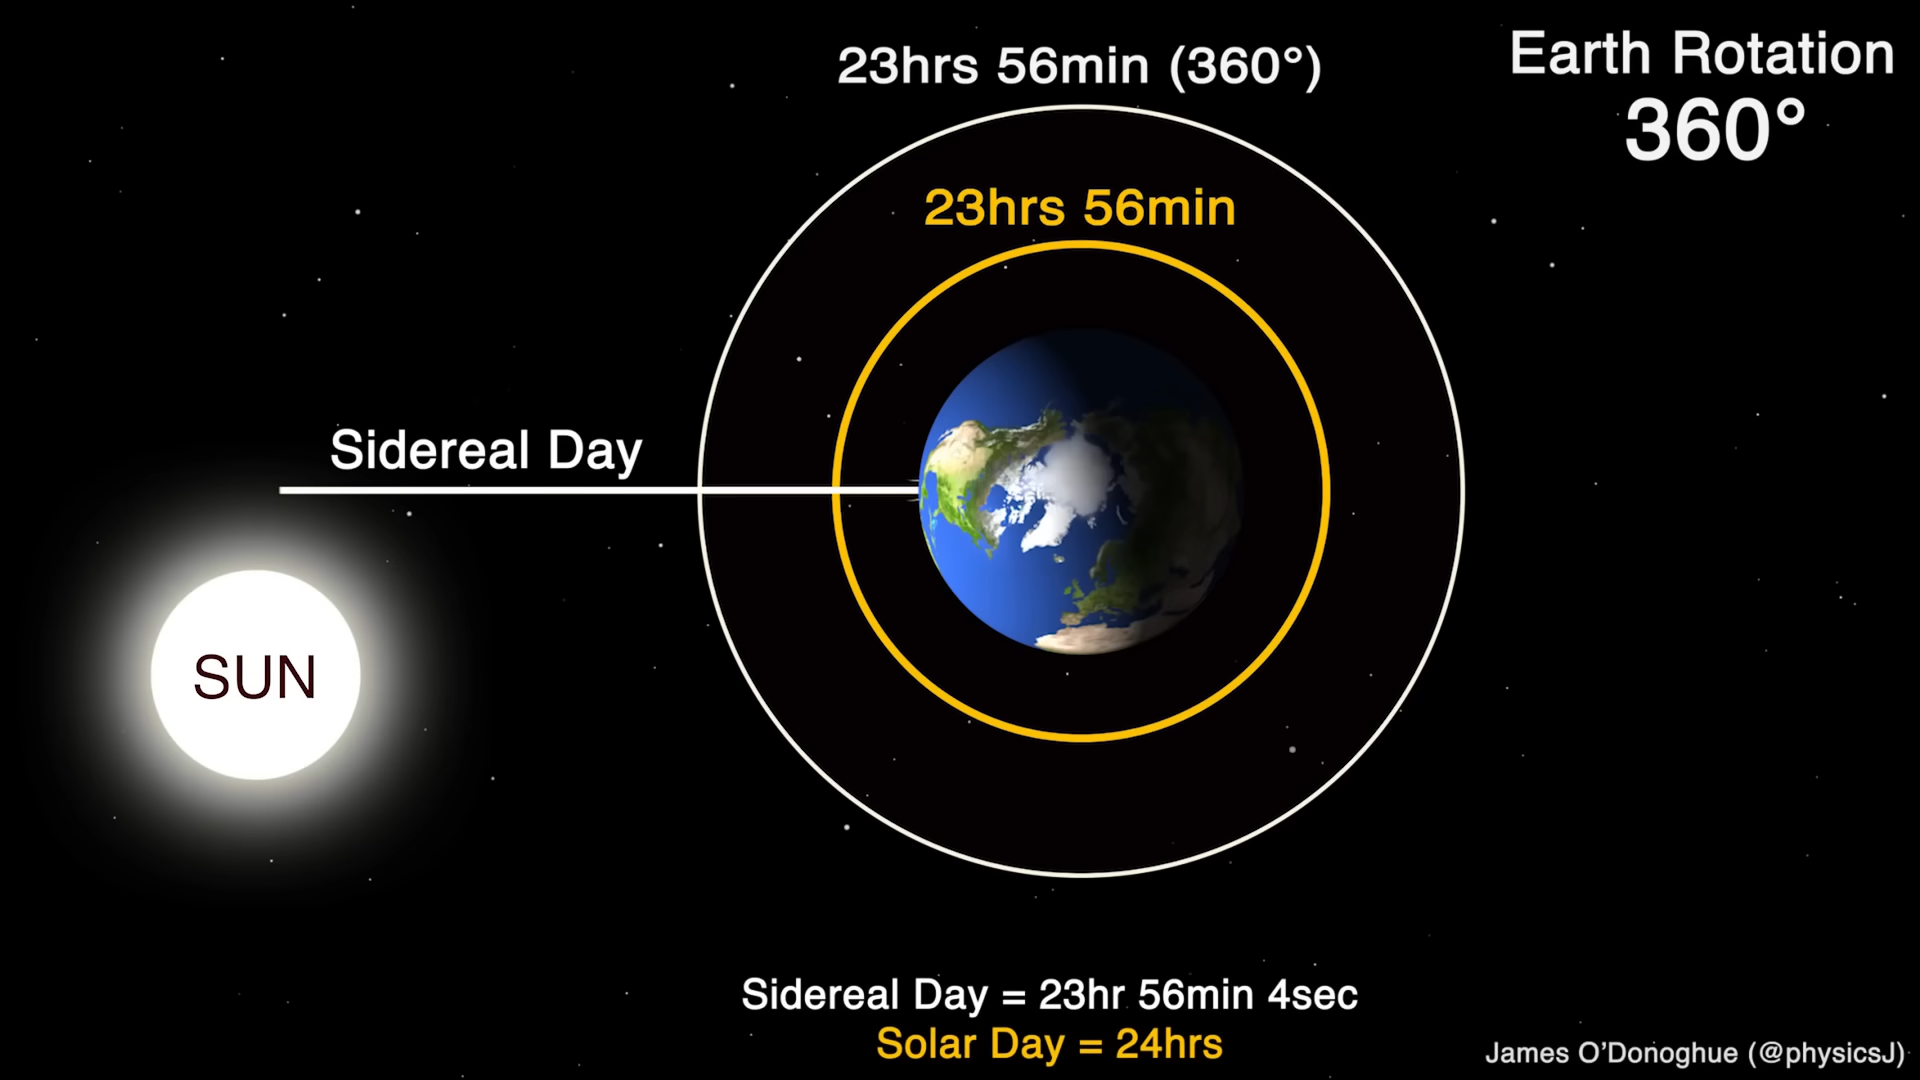 23hrs 56min (360°)
Earth Rotation
360°
23hrs 56min
Sidereal Day
SUN
Sidereal Day = 23hr 56min 4sec
Solar Day = 24hrs
James O’Donoghue (@physicsJ)